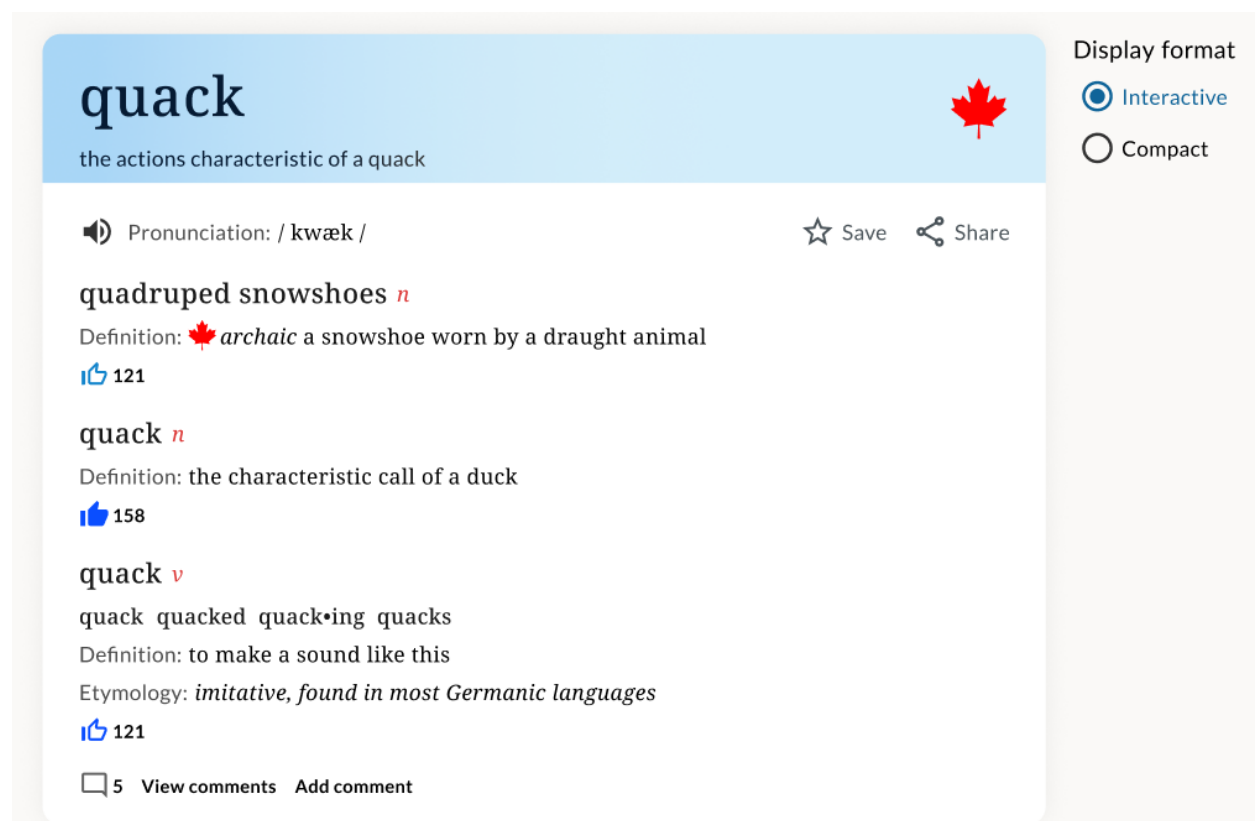 quack
the actions characteristic of a quack
Display format
Interactive
Compact
Pronunciation: / kwæk /
Save
Share
quadruped snowshoes n
Definition: archaic a snowshoe worn by a draught animal
121
quack n
Definition: the characteristic call of a duck
158
quack v
quack quacked quack•ing quacks
Definition: to make a sound like this
Etymology: imitative, found in most Germanic languages
121
5 View comments Add comment